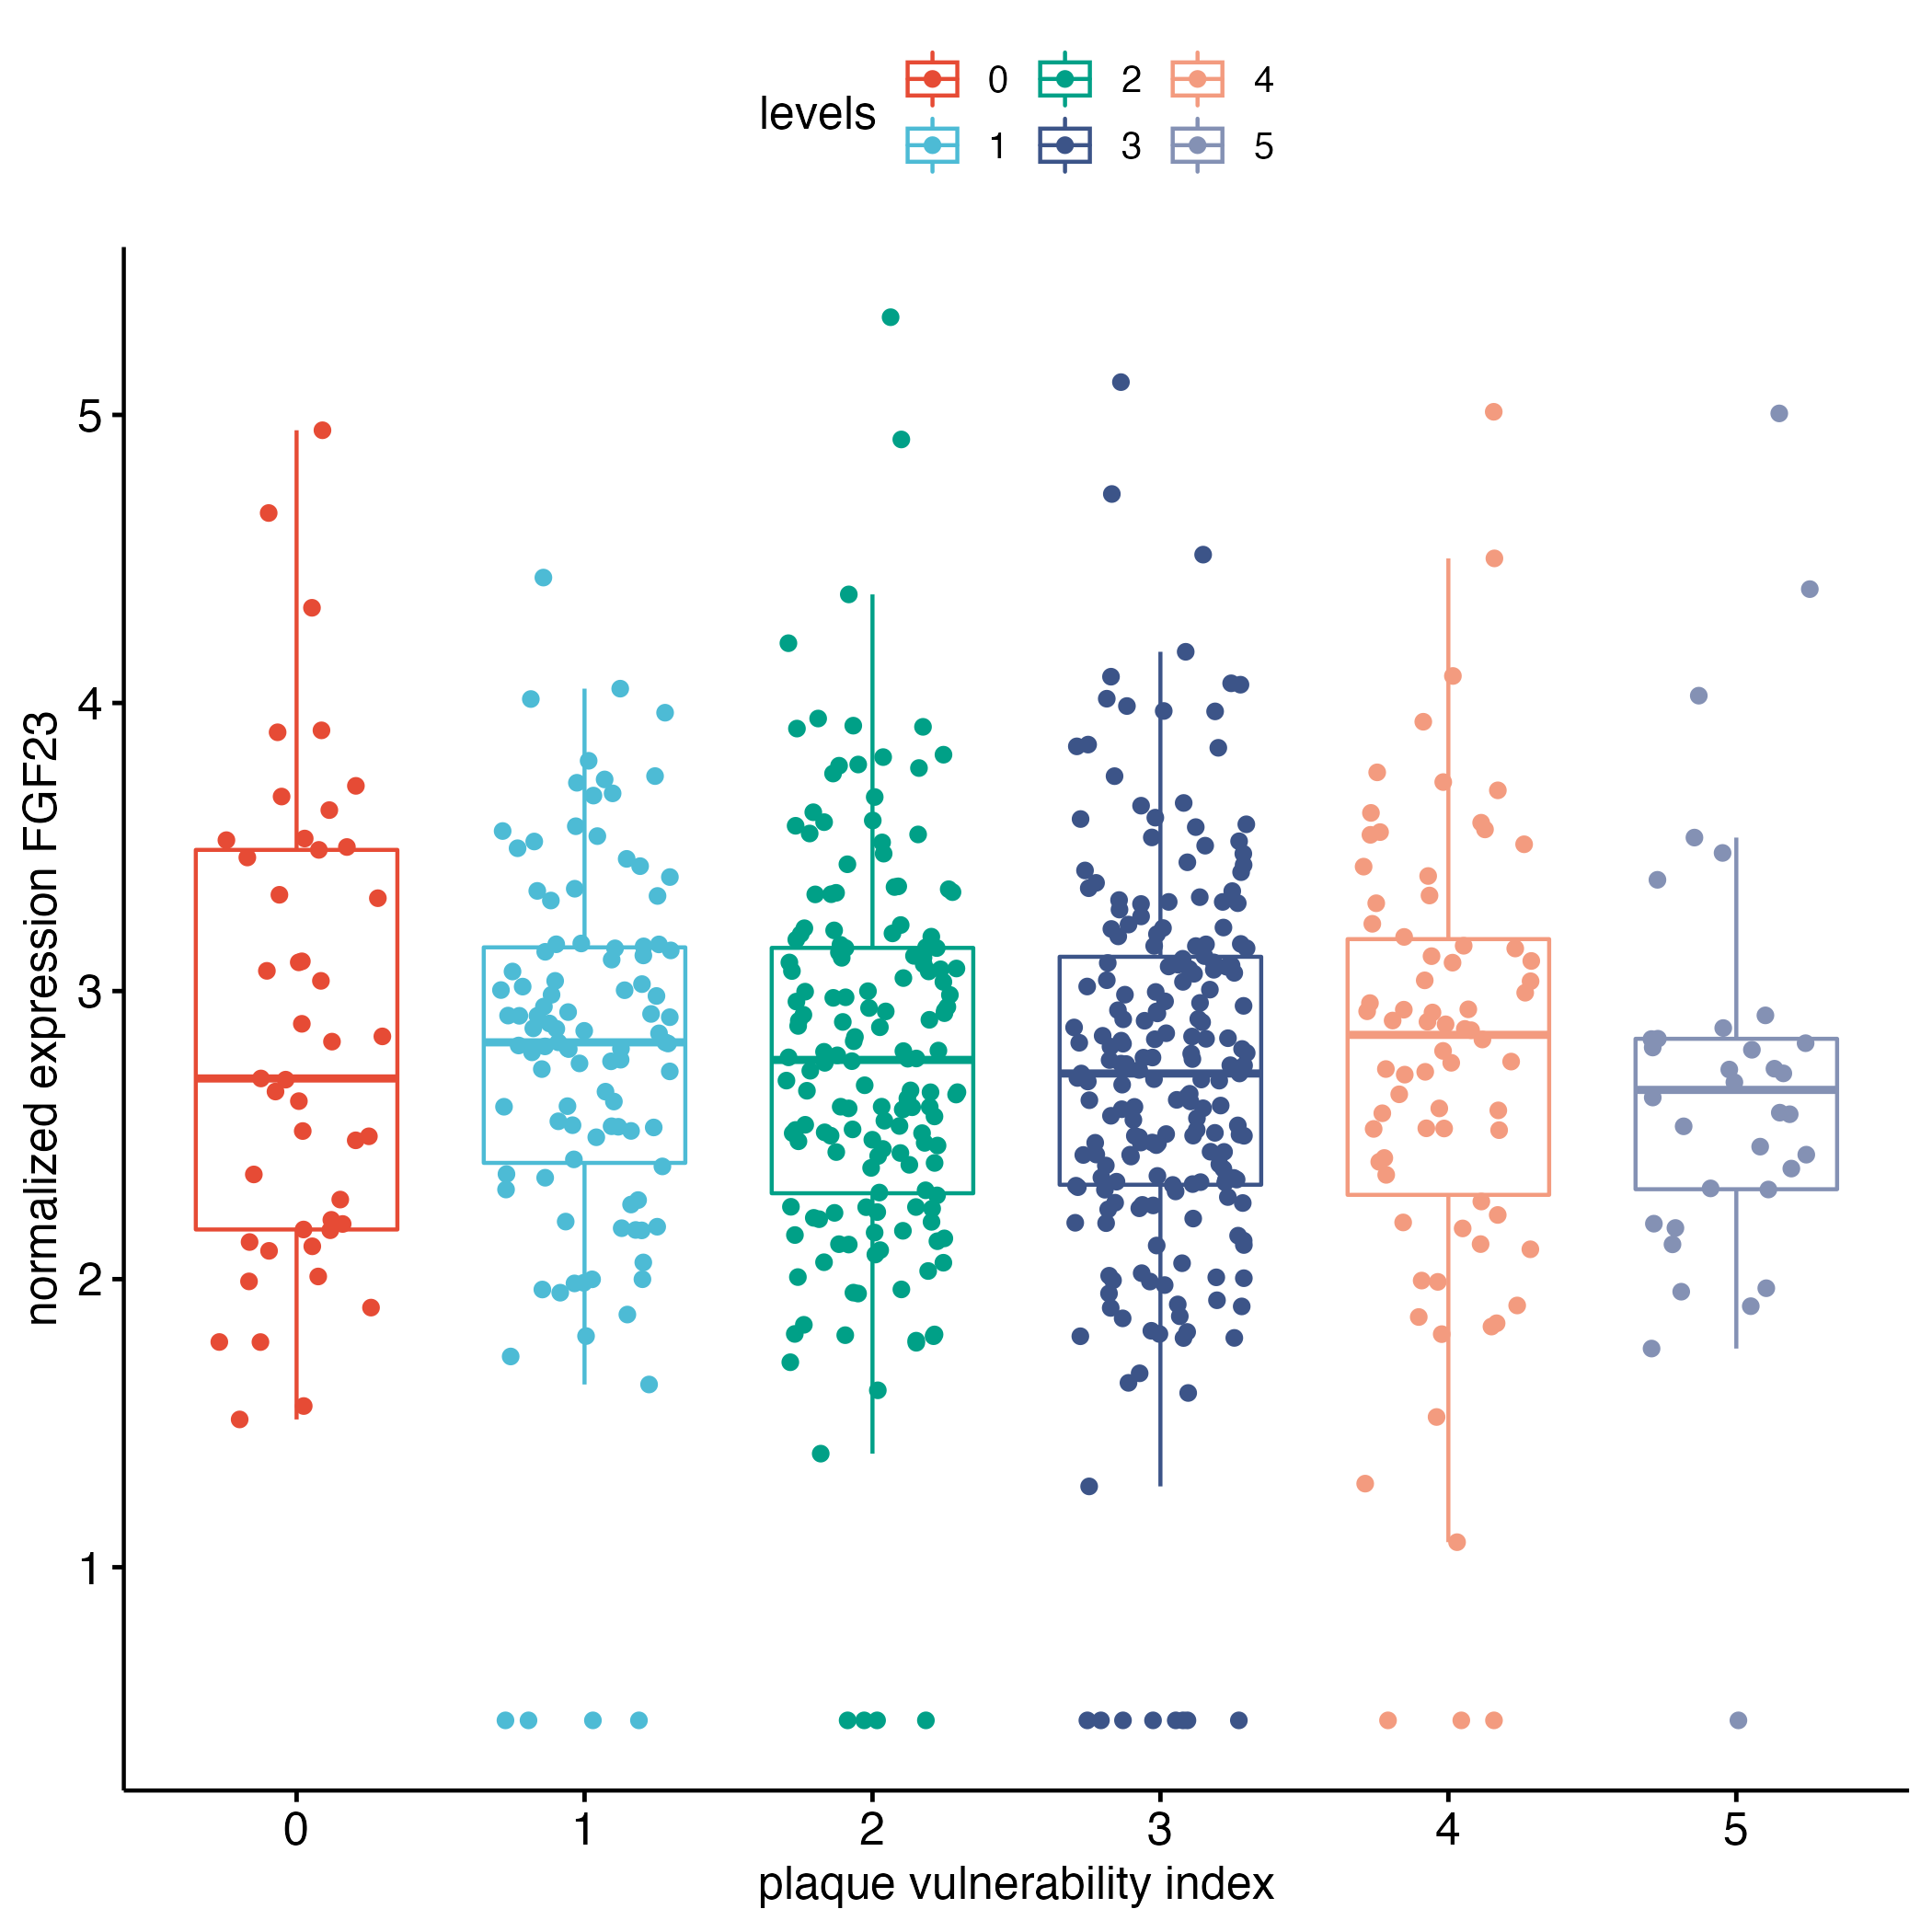 levels
0 2 4
1 3 5
normalized expression FGF23
5
4
3
2
1
0 1 2 3 4 5
plaque vulnerability index